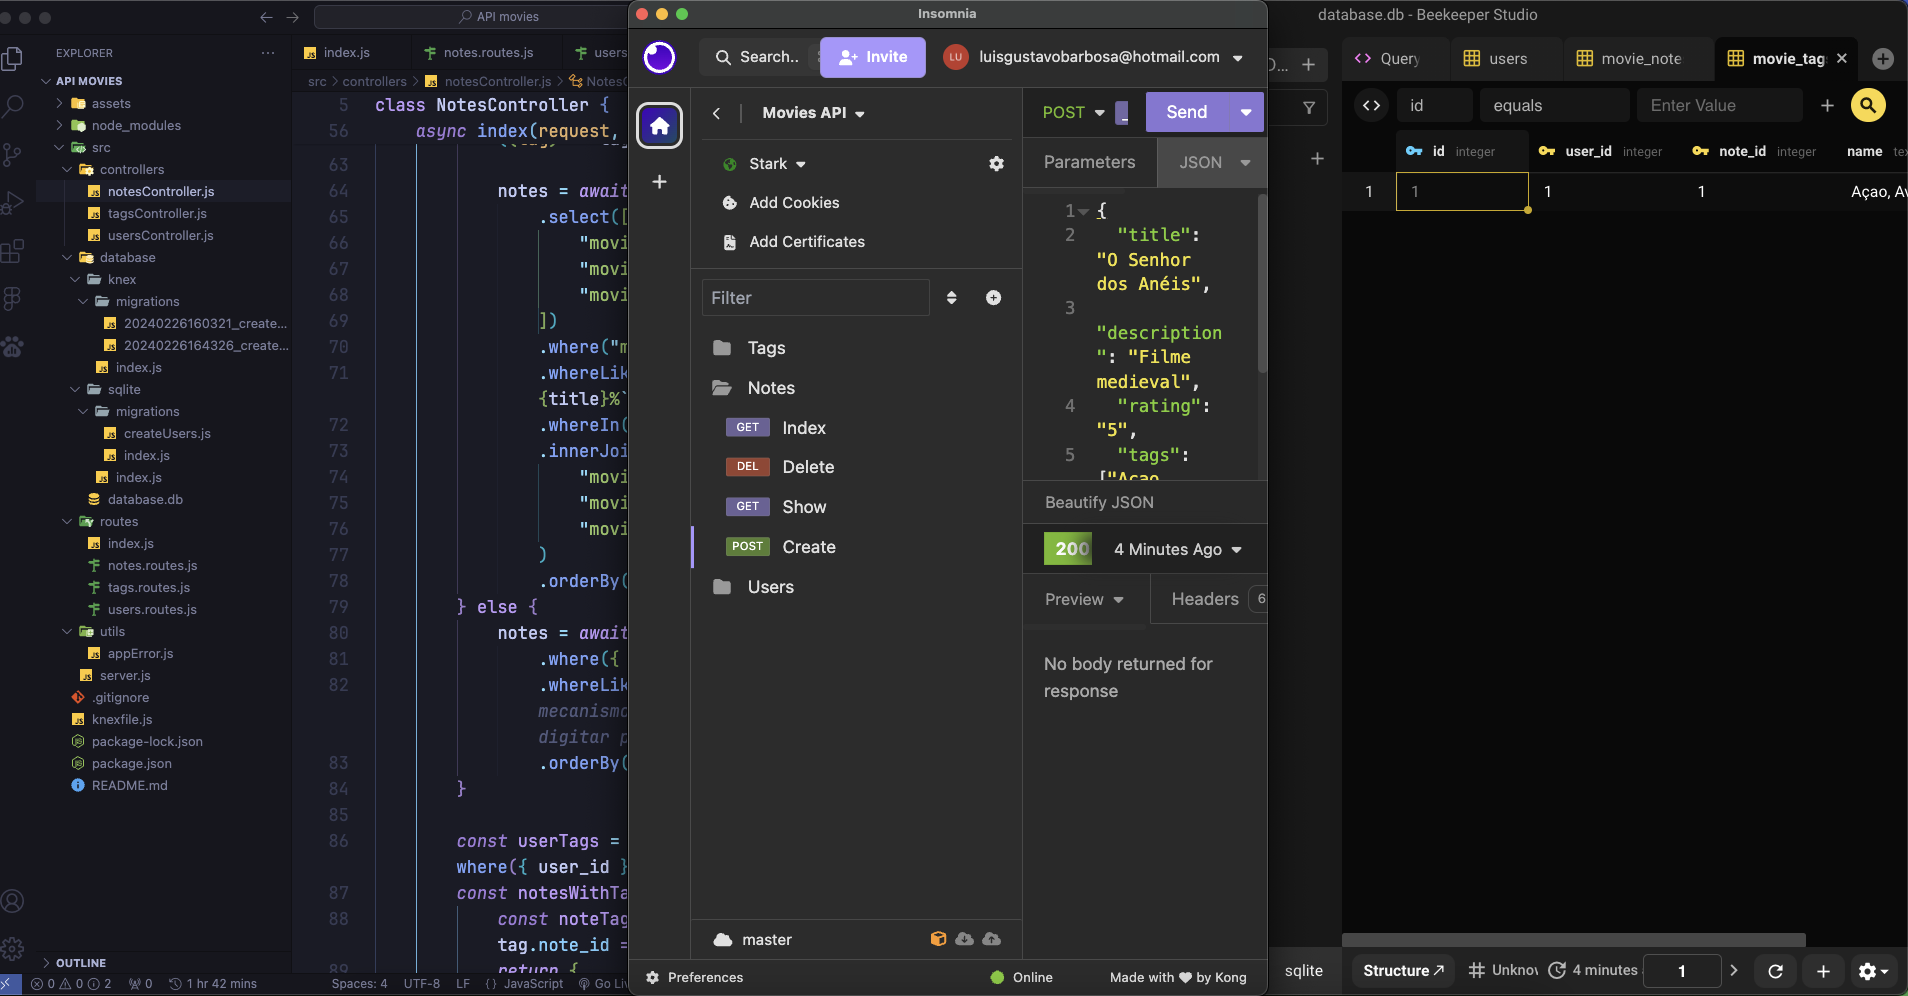 API movies
EXPLORER
API MOVIES
assets
node_modules
src
controllers
notesController.js
tagsController.js
usersController.js
database
knex
migrations
20240226160321_create...
20240226164326_create...
index.js
sqlite
migrations
createUsers.js
index.js
index.js
database.db
routes
index.js
notes.routes.js
tags.routes.js
users.routes.js
utils
appError.js
server.js
.gitignore
knexfile.js
package-lock.json
package.json
README.md
OUTLINE
0 0 2 0 1 hr 42 mins Spaces: 4 UTF-8 LF {} JavaScript Go Li
index.js notes.routes.js users
src > controllers > notesController.js > Notes
5 class NotesController {
56 async index(request,
63
64 notes = await
65 .select([
66 "movi
67 "movi
68 "movi
69 ])
70 .where("m
71 .whereLik
{title}%`
72 .whereIn(
73 .innerJoi
74 "movi
75 "movi
76 "movi
77 )
78 .orderBy(
79 } else {
80 notes = await
81 .where({
82 .whereLik
mecanismo
digitar p
83 .orderBy(
84 }
85
86 const userTags =
where({ user_id }
87 const notesWithTa
88 const noteTag
tag.note_id =
89 return {
Insomnia
Search.. Invite LU luisgustavobarbosa@hotmail.com
Movies API
Stark
Add Cookies
Add Certificates
Filter
Tags
Notes
GET Index
DEL Delete
GET Show
POST Create
Users
master
Preferences Online Made with by Kong
POST Send
Parameters JSON
1 {
2 "title":
"O Senhor
dos Anéis",
3
"description
": "Filme
medieval",
4 "rating":
"5",
5 "tags":
["Açao
Beautify JSON
200 4 Minutes Ago
Preview Headers 6
No body returned for
response
database.db - Beekeeper Studio
Query users movie_note movie_tag
id equals Enter Value
id integer user_id integer note_id integer name te
1 1 1 1 Açao, Av
sqlite Structure Unknov 4 minutes 1